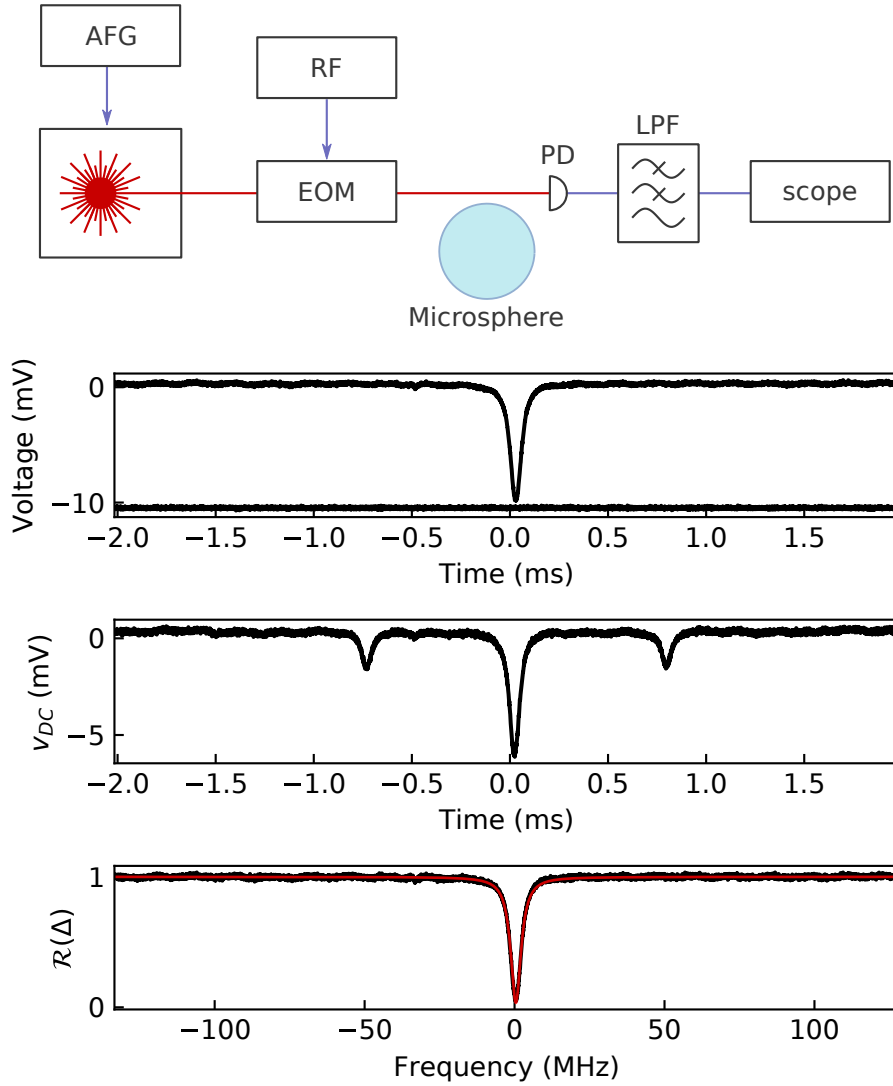 AFG
RF
LPF
PD
EOM
scope
Microsphere
Voltage (mV)
0
−10
−2.0 −1.5 −1.0 −0.5 0.0 0.5 1.0 1.5
Time (ms)
v_DC (mV)
0
−5
−2.0 −1.5 −1.0 −0.5 0.0 0.5 1.0 1.5
Time (ms)
ℛ(Δ)
1
0
−100 −50 0 50 100
Frequency (MHz)